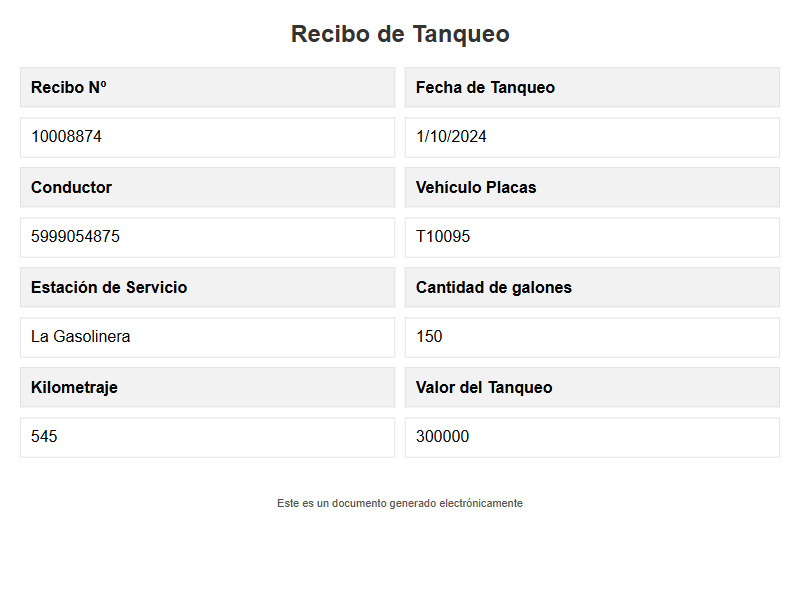 Recibo de Tanqueo
Recibo Nº
Fecha de Tanqueo
10008874
1/10/2024
Conductor
Vehículo Placas
5999054875
T10095
Estación de Servicio
Cantidad de galones
La Gasolinera
150
Kilometraje
Valor del Tanqueo
545
300000
Este es un documento generado electrónicamente